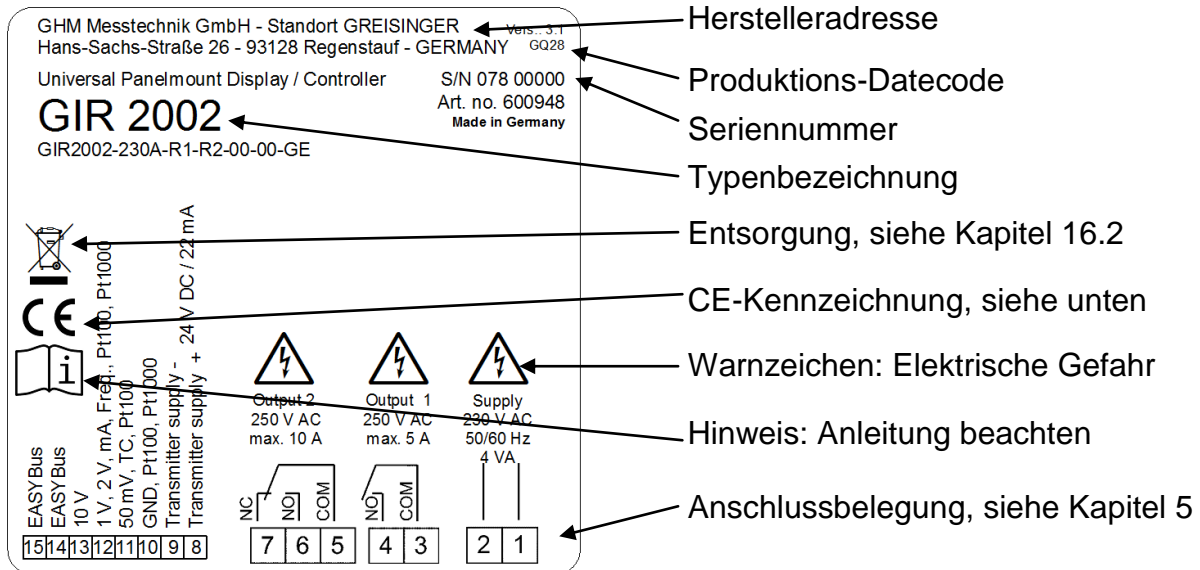 GHM Messtechnik GmbH - Standort GREISINGER
Vers.: 3.1
Hans-Sachs-Straße 26 - 93128 Regenstauf - GERMANY
GQ28
Universal Panelmount Display / Controller
S/N 078 00000
GIR 2002
Art. no. 600948
Made in Germany
GIR2002-230A-R1-R2-00-00-GE
Herstelleradresse
Produktions-Datecode
Seriennummer
Typenbezeichnung
Entsorgung, siehe Kapitel 16.2
CE-Kennzeichnung, siehe unten
Warnzeichen: Elektrische Gefahr
Hinweis: Anleitung beachten
Anschlussbelegung, siehe Kapitel 5
CE
i
EASYBus
EASYBus
10 V
1 V, 2 V, mA, Freq., Pt100, Pt1000
50 mV, TC, Pt100
GND, Pt100, Pt1000
Transmitter supply -
Transmitter supply + 24 V DC / 22 mA
15 14 13 12 11 10 9 8
Output 2
250 V AC
max. 10 A
NC NO COM
7 6 5
Output 1
250 V AC
max. 5 A
NO COM
4 3
Supply
230 V AC
50/60 Hz
4 VA
2 1